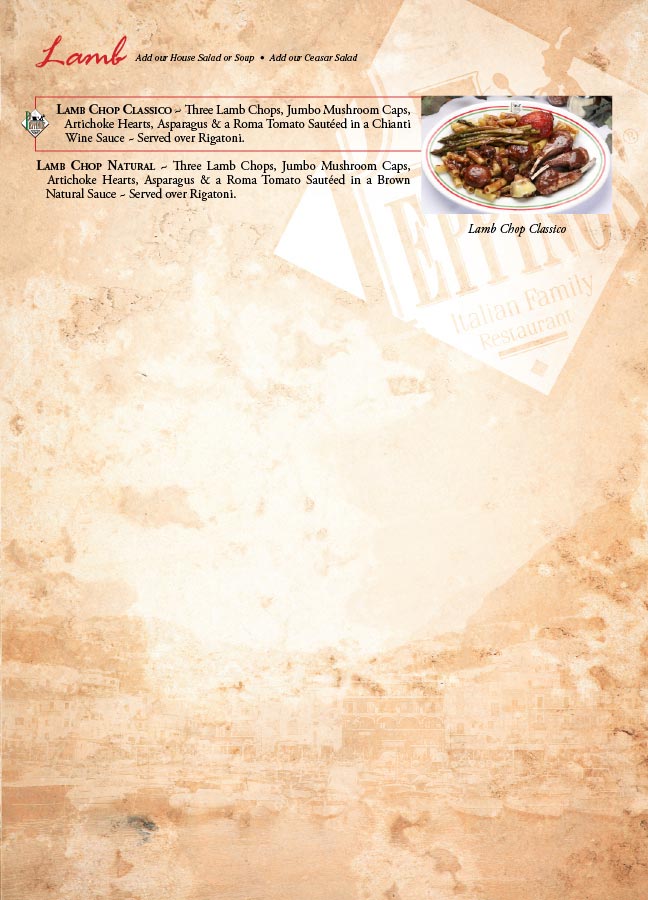 Lamb Add our House Salad or Soup • Add our Ceasar Salad
Lamb Chop Classico ~ Three Lamb Chops, Jumbo Mushroom Caps,
Artichoke Hearts, Asparagus & a Roma Tomato Sautéed in a Chianti
Wine Sauce ~ Served over Rigatoni.
Lamb Chop Natural ~ Three Lamb Chops, Jumbo Mushroom Caps,
Artichoke Hearts, Asparagus & a Roma Tomato Sautéed in a Brown
Natural Sauce ~ Served over Rigatoni.
Lamb Chop Classico
Italian Family
Restaurant